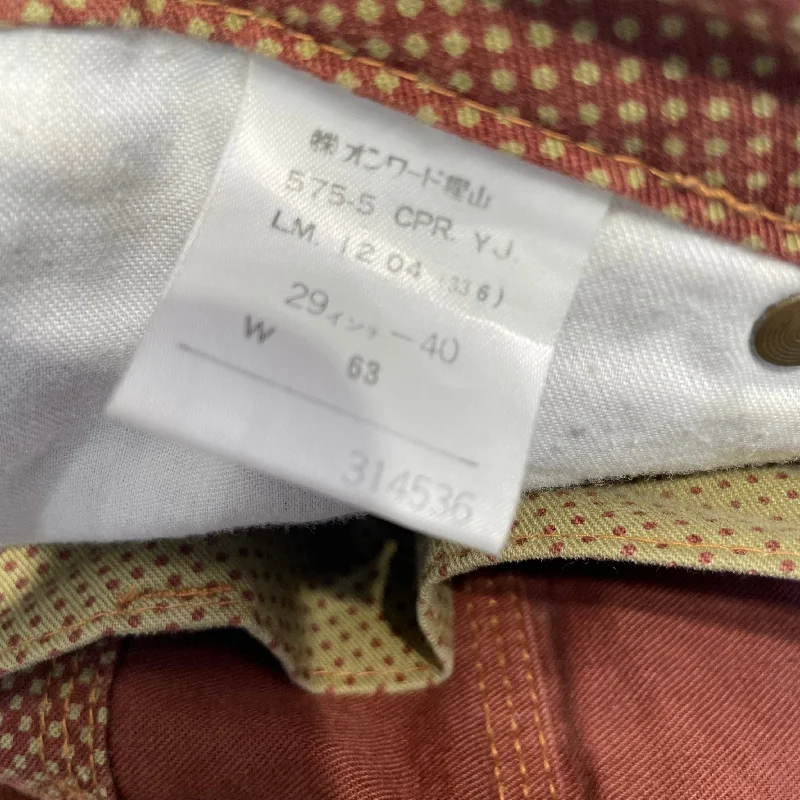 ㈱オンワード樫山
575-5 CPR. YJ.
LM. 12 04 (336)
29インチ-40
W 63
314536